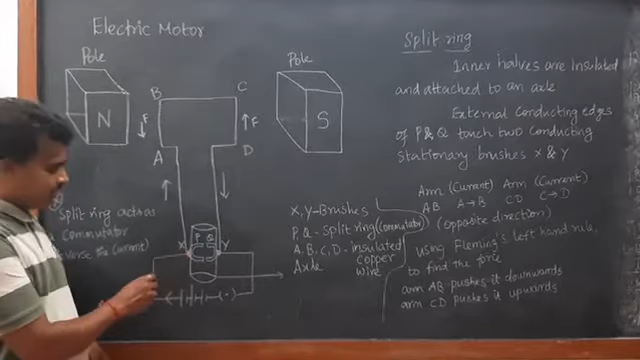 Electric Motor
Pole
Pole
N
S
B
C
A
D
F
F
Split ring acts as
commutator
the current)
X
Y
P
Q
X, Y-Brushes
P Q - Split ring (commutator)
A, B, C, D - insulated
copper
wire
Axle
Split ring
Inner halves are Insulated
and attached to an axle
External conducting edges
of P & Q touch two conducting
stationary brushes X & Y
Arm (Current) Arm (Current)
AB A→B CD C→D
(Opposite direction)
Using Fleming's left hand rule,
to find the force
arm AB pushes it downwards
arm CD pushes it upwards